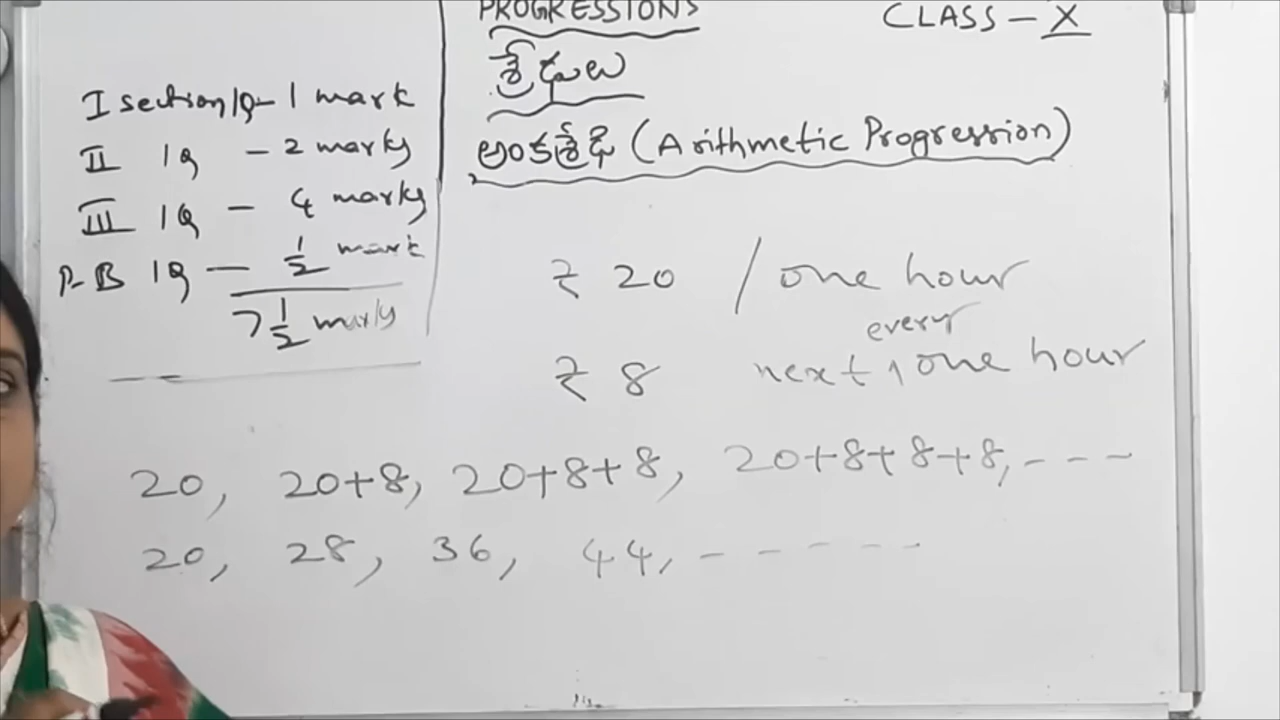 PROGRESSIONS
CLASS - X
శ్రేఢులు
అంకశ్రేఢి (Arithmetic Progression)
I section 1Q - 1 mark
II 1Q - 2 marks
III 1Q - 4 marks
P-B 1Q - 1/2 mark
7 1/2 marks
₹ 20 / one hour
every
₹ 8 next one hour
20, 20+8, 20+8+8, 20+8+8+8, - - -
20, 28, 36, 44, - - - - - -